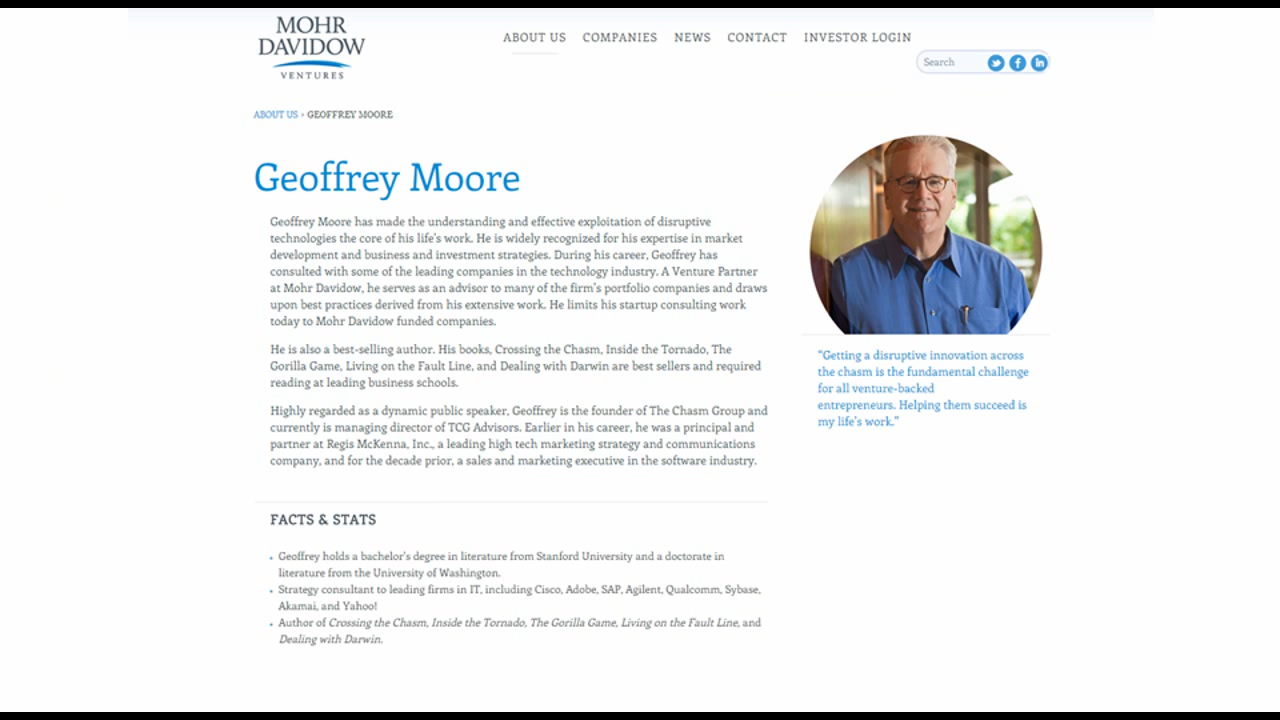 MOHR
DAVIDOW
VENTURES
ABOUT US COMPANIES NEWS CONTACT INVESTOR LOGIN
Search
ABOUT US > GEOFFREY MOORE
Geoffrey Moore
Geoffrey Moore has made the understanding and effective exploitation of disruptive
technologies the core of his life's work. He is widely recognized for his expertise in market
development and business and investment strategies. During his career, Geoffrey has
consulted with some of the leading companies in the technology industry. A Venture Partner
at Mohr Davidow, he serves as an advisor to many of the firm's portfolio companies and draws
upon best practices derived from his extensive work. He limits his startup consulting work
today to Mohr Davidow funded companies.
He is also a best-selling author. His books, Crossing the Chasm, Inside the Tornado, The
Gorilla Game, Living on the Fault Line, and Dealing with Darwin are best sellers and required
reading at leading business schools.
Highly regarded as a dynamic public speaker, Geoffrey is the founder of The Chasm Group and
currently is managing director of TCG Advisors. Earlier in his career, he was a principal and
partner at Regis McKenna, Inc., a leading high tech marketing strategy and communications
company, and for the decade prior, a sales and marketing executive in the software industry.
"Getting a disruptive innovation across
the chasm is the fundamental challenge
for all venture-backed
entrepreneurs. Helping them succeed is
my life's work."
FACTS & STATS
Geoffrey holds a bachelor's degree in literature from Stanford University and a doctorate in
literature from the University of Washington.
Strategy consultant to leading firms in IT, including Cisco, Adobe, SAP, Agilent, Qualcomm, Sybase,
Akamai, and Yahoo!
Author of Crossing the Chasm, Inside the Tornado, The Gorilla Game, Living on the Fault Line, and
Dealing with Darwin.